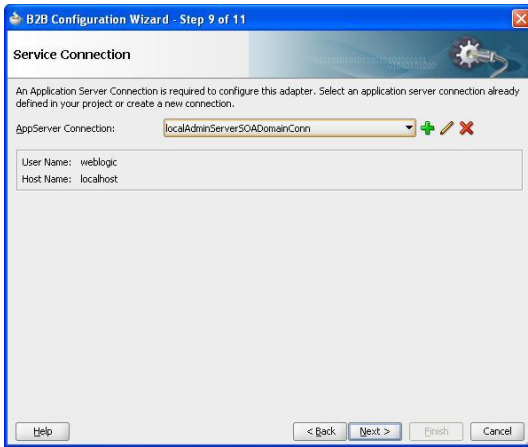 B2B Configuration Wizard - Step 9 of 11
Service Connection
An Application Server Connection is required to configure this adapter. Select an application server connection already
defined in your project or create a new connection.
AppServer Connection: localAdminServerSOADomainConn
User Name: weblogic
Host Name: localhost
Help < Back Next > Finish Cancel